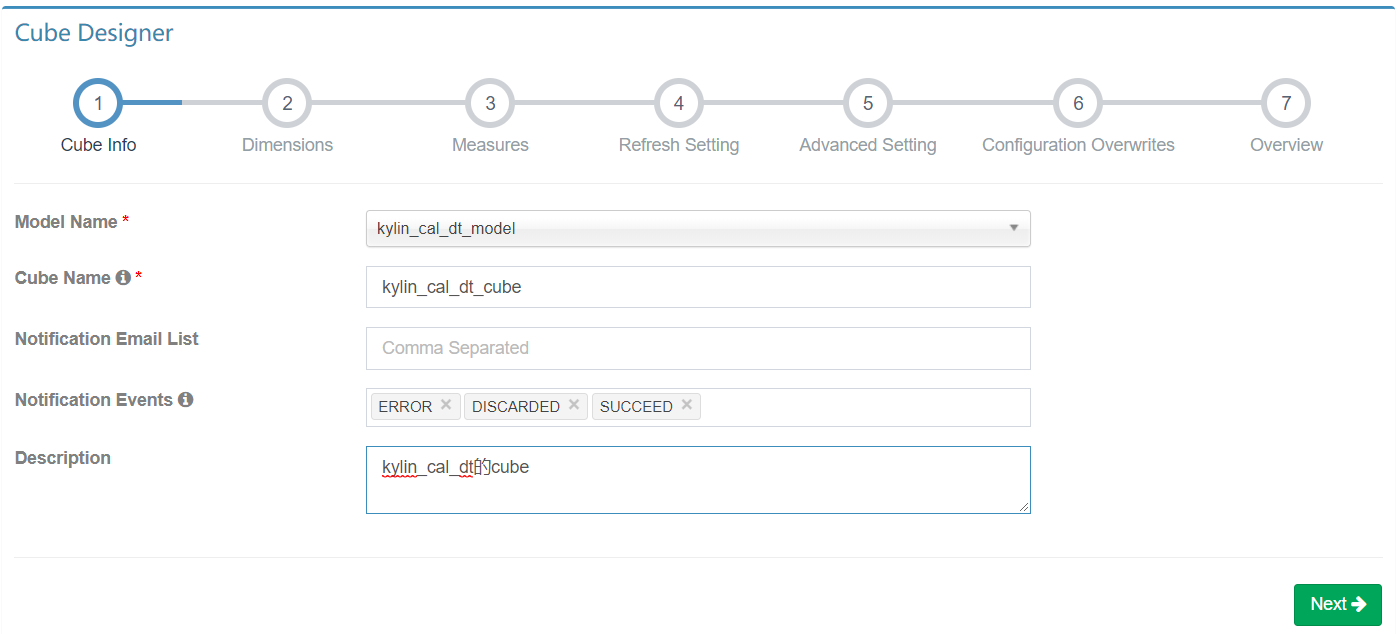 Cube Designer
1 2 3 4 5 6 7
Cube Info Dimensions Measures Refresh Setting Advanced Setting Configuration Overwrites Overview
Model Name * kylin_cal_dt_model
Cube Name * kylin_cal_dt_cube
Notification Email List Comma Separated
Notification Events ERROR × DISCARDED × SUCCEED ×
Description kylin_cal_dt的cube
Next